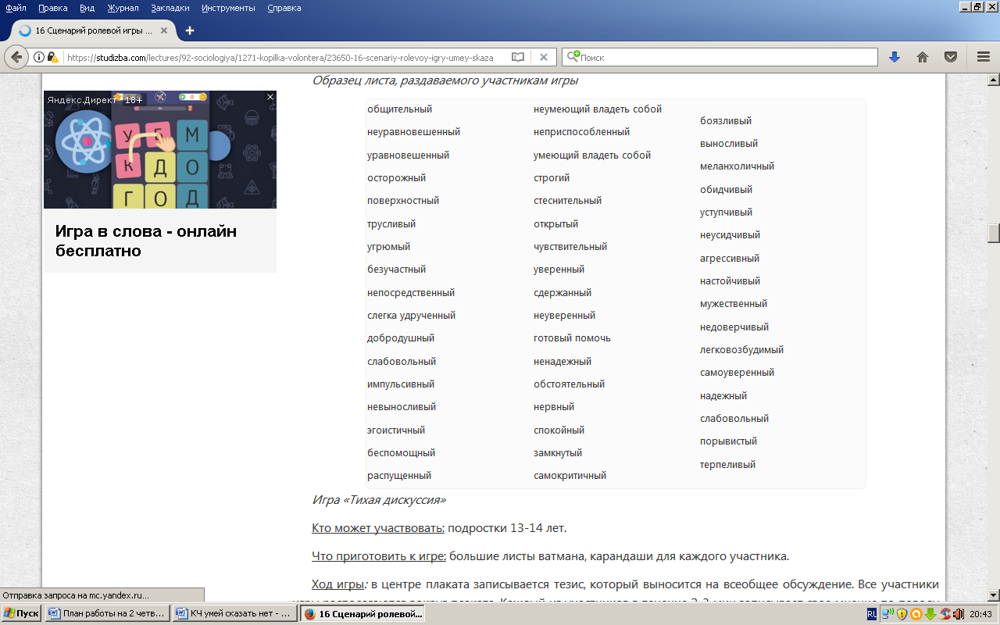 Файл Правка Вид Журнал Закладки Инструменты Справка
16 Сценарий ролевой игры ...
https://studizba.com/lectures/92-sociologiya/1271-kopilka-volontera/23650-16-scenariy-rolevoy-igry-umey-skaza
Поиск
Яндекс.Директ 18+
У Е М
К Д О
Г О Д
Игра в слова - онлайн
бесплатно
Образец листа, раздаваемого участникам игры
общительный
неуравновешенный
уравновешенный
осторожный
поверхностный
трусливый
угрюмый
безучастный
непосредственный
слегка удрученный
добродушный
слабовольный
импульсивный
невыносливый
эгоистичный
беспомощный
распущенный
неумеющий владеть собой
неприспособленный
умеющий владеть собой
строгий
стеснительный
открытый
чувствительный
уверенный
сдержанный
неуверенный
готовый помочь
ненадежный
обстоятельный
нервный
спокойный
замкнутый
самокритичный
боязливый
выносливый
меланхоличный
обидчивый
уступчивый
неусидчивый
агрессивный
настойчивый
мужественный
недоверчивый
легковозбудимый
самоуверенный
надежный
слабовольный
порывистый
терпеливый
Игра «Тихая дискуссия»
Кто может участвовать: подростки 13-14 лет.
Что приготовить к игре: большие листы ватмана, карандаши для каждого участника.
Ход игры: в центре плаката записывается тезис, который выносится на всеобщее обсуждение. Все участники
Отправка запроса на mc.yandex.ru...
Пуск
План работы на 2 четв...
КЧ умей сказать нет - ...
16 Сценарий ролевой...
RU
20:43